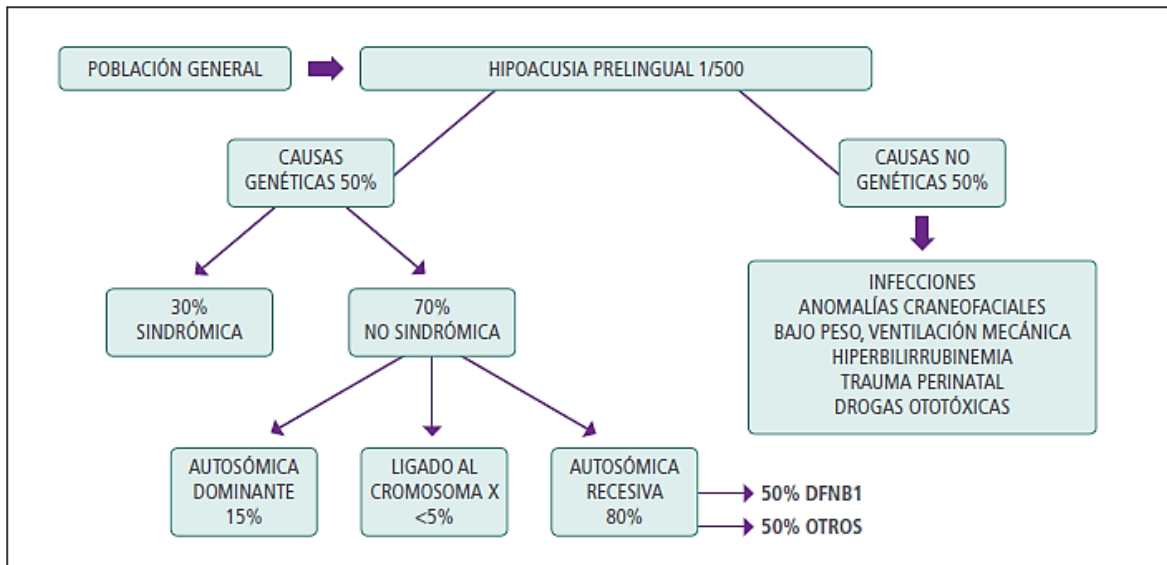 POBLACIÓN GENERAL
HIPOACUSIA PRELINGUAL 1/500
CAUSAS
GENÉTICAS 50%
CAUSAS NO
GENÉTICAS 50%
30%
SINDRÓMICA
70%
NO SINDRÓMICA
INFECCIONES
ANOMALÍAS CRANEOFACIALES
BAJO PESO, VENTILACIÓN MECÁNICA
HIPERBILIRRUBINEMIA
TRAUMA PERINATAL
DROGAS OTOTÓXICAS
AUTOSÓMICA
DOMINANTE
15%
LIGADO AL
CROMOSOMA X
<5%
AUTOSÓMICA
RECESIVA
80%
50% DFNB1
50% OTROS